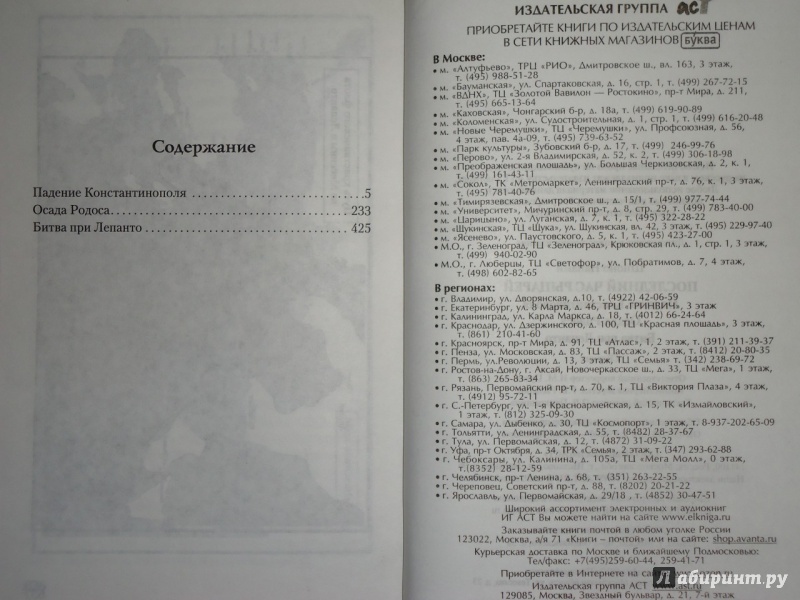 Содержание
Падение Константинополя 5
Осада Родоса 233
Битва при Лепанто 425
ИЗДАТЕЛЬСКАЯ ГРУППА АСТ
ПРИОБРЕТАЙТЕ КНИГИ ПО ИЗДАТЕЛЬСКИМ ЦЕНАМ
В СЕТИ КНИЖНЫХ МАГАЗИНОВ буква
В Москве:
• м. «Алтуфьево», ТРЦ «РИО», Дмитровское ш., вл. 163, 3 этаж,
т. (495) 988-51-28
• м. «Бауманская», ул. Спартаковская, д. 16, стр. 1, т. (499) 267-72-15
• м. «ВДНХ», ТЦ «Золотой Вавилон — Ростокино», пр-т Мира, д. 211,
т. (495) 665-13-64
• м. «Каховская», Чонгарский б-р, д. 18а, т. (499) 619-90-89
• м. «Коломенская», ул. Судостроительная, д. 1, стр. 1, т. (499) 616-20-48
• м. «Новые Черемушки», ТЦ «Черемушки», ул. Профсоюзная, д. 56,
4 этаж, пав. 4а-09, т. (495) 739-63-52
• м. «Парк культуры», Зубовский б-р, д. 17, т. (499) 246-99-76
• м. «Перово», ул. 2-я Владимирская, д. 52, к. 2, т. (499) 306-18-98
• м. «Преображенская площадь», ул. Большая Черкизовская, д. 2, к. 1,
т. (499) 161-43-11
• м. «Сокол», ТК «Метромаркет», Ленинградский пр-т, д. 76, к. 1, 3 этаж,
т. (495) 781-40-76
• м. «Тимирязевская», Дмитровское ш., д. 15/1, т. (499) 977-74-44
• м. «Университет», Мичуринский пр-т, д. 8, стр. 29, т. (499) 783-40-00
• м. «Царицыно», ул. Луганская, д. 7, к. 1, т. (495) 322-28-22
• м. «Щукинская», ТЦ «Щука», ул. Щукинская, вл. 42, 3 этаж, т. (495) 229-97-40
• м. «Ясенево», ул. Паустовского, д. 5, к. 1, т. (495) 423-27-00
• М.О., г. Зеленоград, ТЦ «Зеленоград», Крюковская пл., д. 1, стр. 1, 3 этаж,
т. (499) 940-02-90
• М.О., г. Люберцы, ТЦ «Светофор», ул. Побратимов, д. 7, 4 этаж,
т. (498) 602-82-65
В регионах:
• г. Владимир, ул. Дворянская, д.10, т. (4922) 42-06-59
• г. Екатеринбург, ул. 8 Марта, д. 46, ТРЦ «ГРИНВИЧ», 3 этаж
• г. Калининград, ул. Карла Маркса, д. 18, т. (4012) 66-24-64
• г. Краснодар, ул. Дзержинского, д. 100, ТЦ «Красная площадь», 3 этаж,
т. (861) 210-41-60
• г. Красноярск, пр-т Мира, д. 91, ТЦ «Атлас», 1, 2 этаж, т. (391) 211-39-37
• г. Пенза, ул. Московская, д. 83, ТЦ «Пассаж», 2 этаж, т. (8412) 20-80-35
• г. Пермь, ул.Революции, д. 13, 3 этаж, ТЦ «Семья» т. (342) 238-69-72
• г. Ростов-на-Дону, г. Аксай, Новочеркасское ш., д. 33, ТЦ «Мега», 1 этаж,
т. (863) 265-83-34
• г. Рязань, Первомайский пр-т, д. 70, к. 1, ТЦ «Виктория Плаза», 4 этаж,
т. (4912) 95-72-11
• г. С.-Петербург, ул. 1-я Красноармейская, д. 15, ТК «Измайловский»,
1 этаж, т. (812) 325-09-30
• г. Самара, ул. Дыбенко, д. 30, ТЦ «Космопорт», 1 этаж, т. 8-937-202-65-09
• г. Тольятти, ул. Ленинградская, д. 55, т. (8482) 28-37-67
• г. Тула, ул. Первомайская, д. 12, т. (4872) 31-09-22
• г. Уфа, пр-т Октября, д. 34, ТРК «Семья», 2 этаж, т. (347) 293-62-88
• г. Чебоксары, ул. Калинина, д. 105а, ТЦ «Мега Молл», 0 этаж,
т.(8352) 28-12-59
• г. Челябинск, пр-т Ленина, д. 68, т. (351) 263-22-55
• г. Череповец, Советский пр-т, д. 88, т. (8202) 20-21-22
• г. Ярославль, ул. Первомайская, д. 29/18 , т. (4852) 30-47-51
Широкий ассортимент электронных и аудиокниг
ИГ АСТ Вы можете найти на сайте www.elkniga.ru
Заказывайте книги почтой в любом уголке России
123022, Москва, а/я 71 «Книги – почтой» или на сайте: shop.avanta.ru
Курьерская доставка по Москве и ближайшему Подмосковью:
Тел/факс: +7(495)259-60-44, 259-41-71
Приобретайте в Интернете на сайте
Издательская группа АСТ www.ast.ru
129085, Москва, Звездный бульвар, д. 21, 7-й этаж
Лабиринт.ру